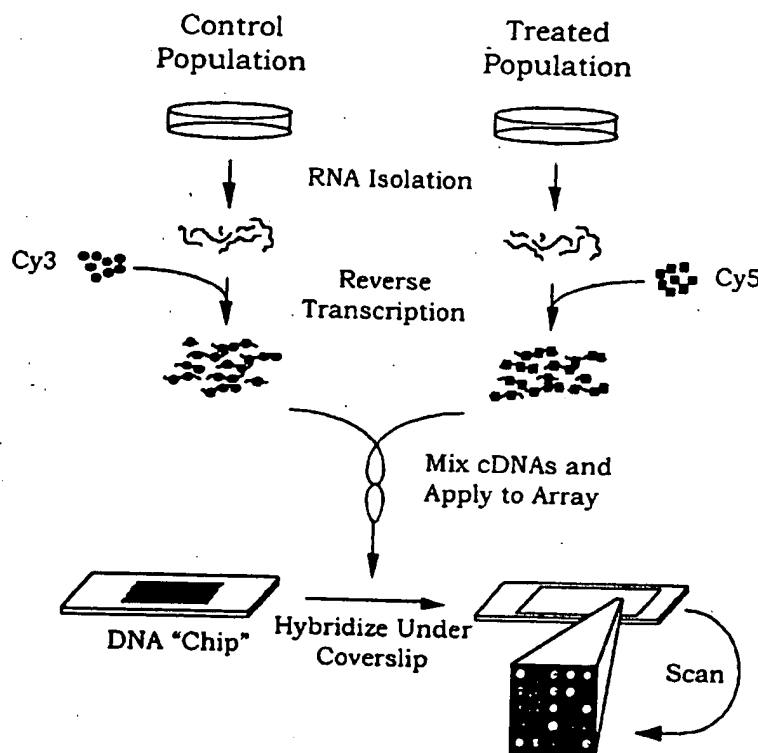 Control
Population
Treated
Population
RNA Isolation
Cy3
Reverse
Transcription
Cy5
Mix cDNAs and
Apply to Array
DNA "Chip"
Hybridize Under
Coverslip
Scan